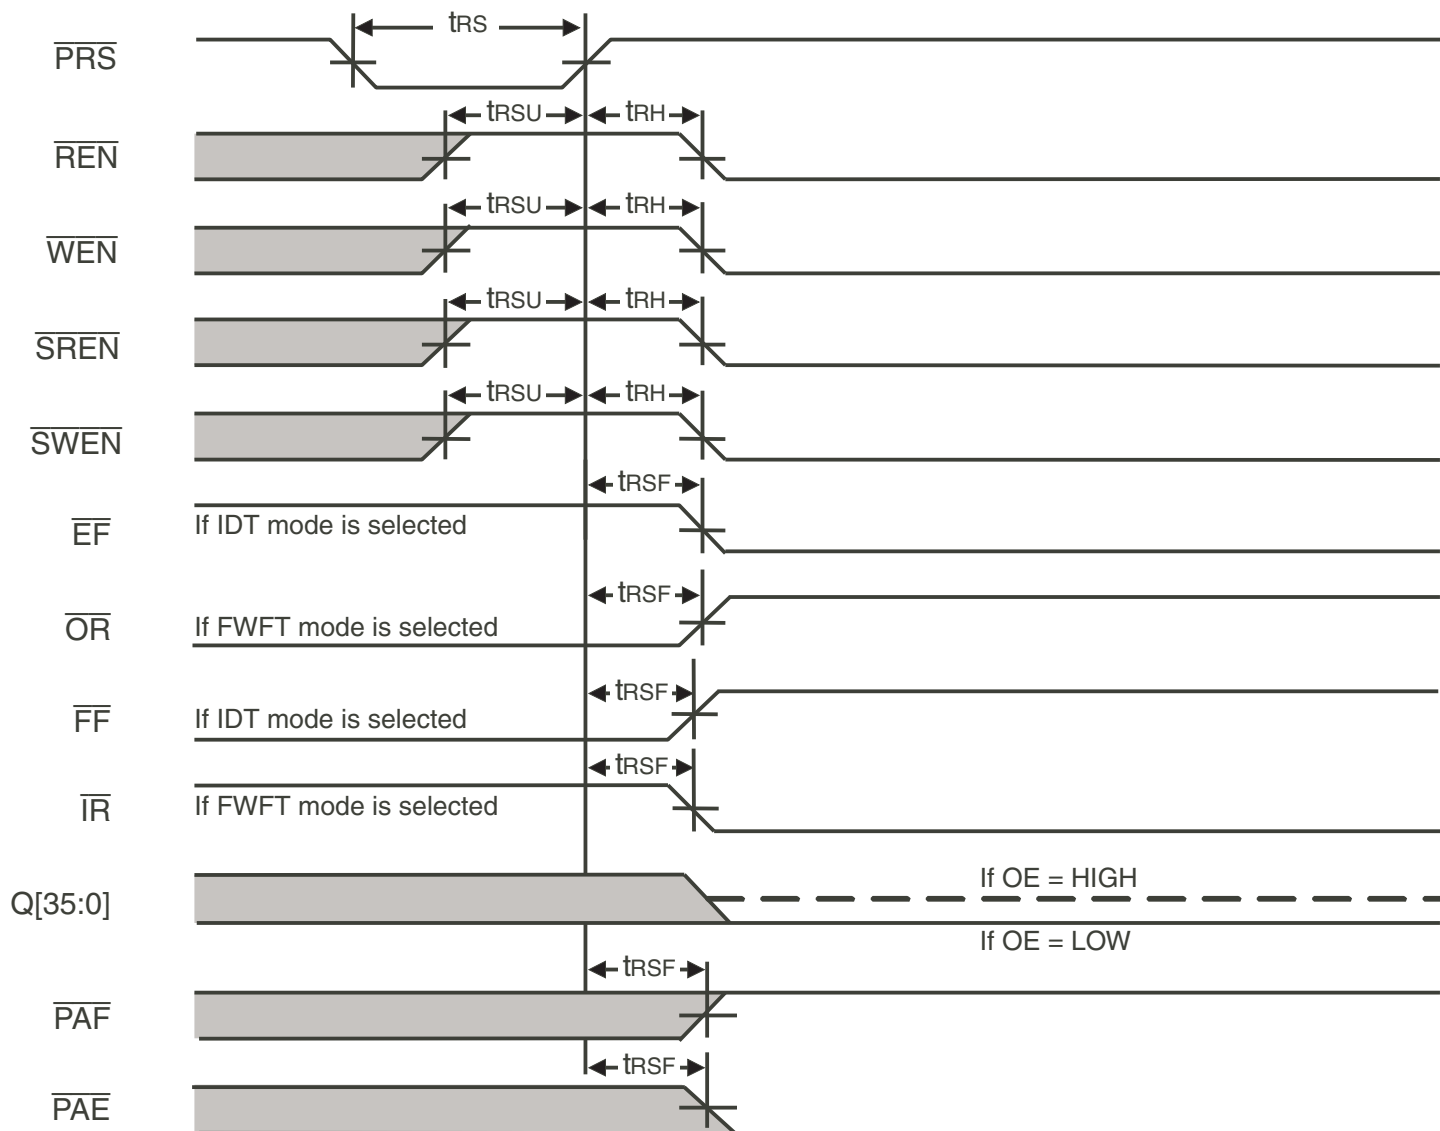 tRS
PRS
tRSU tRH
REN
tRSU tRH
WEN
tRSU tRH
SREN
tRSU tRH
SWEN
tRSF
EF If IDT mode is selected
tRSF
OR If FWFT mode is selected
tRSF
FF If IDT mode is selected
tRSF
IR If FWFT mode is selected
If OE = HIGH
Q[35:0]
If OE = LOW
tRSF
PAF
tRSF
PAE